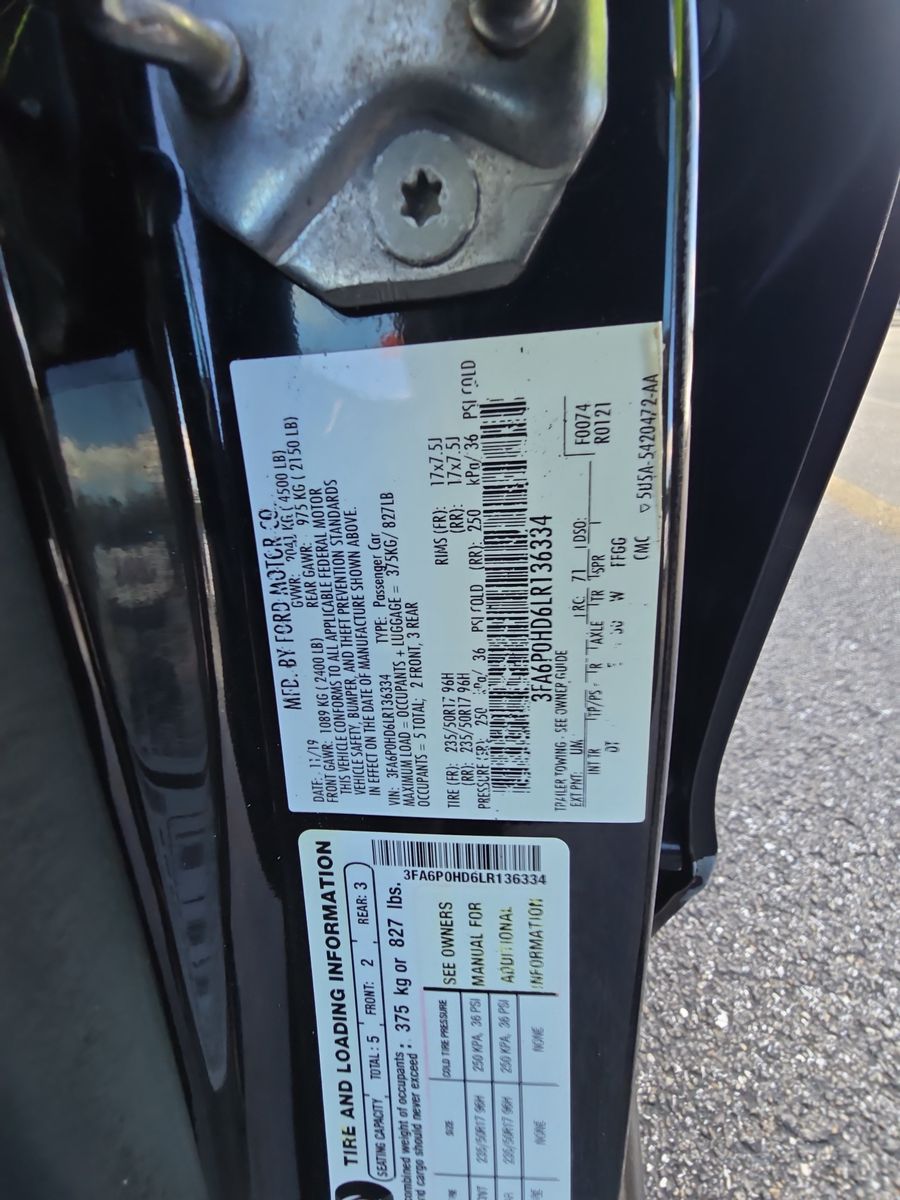 MFD. BY FORD MOTOR CO
DATE: 11/19 GVWR: 2041 KG ( 4500 LB)
FRONT GAWR: 1089 KG ( 2400 LB) REAR GAWR: 975 KG ( 2150 LB)
THIS VEHICLE CONFORMS TO ALL APPLICABLE FEDERAL MOTOR
VEHICLE SAFETY, BUMPER, AND THEFT PREVENTION STANDARDS
IN EFFECT ON THE DATE OF MANUFACTURE SHOWN ABOVE.
VIN: 3FA6P0HD6LR136334 TYPE: Passenger Car
MAXIMUM LOAD = OCCUPANTS + LUGGAGE = 375KG/ 827LB
OCCUPANTS = 5 TOTAL: 2 FRONT, 3 REAR
TIRE (FR): 235/50R17 96H RIMS (FR): 17x7.5J
(RR): 235/50R17 96H (RR): 17x7.5J
PRESSURE (FR): 250 kPa/ 36 PSI COLD (RR): 250 kPa/ 36 PSI COLD
3FA6P0HD6LR136334
TRAILER TOWING - SEE OWNER GUIDE
EXT PNT: UN RC: 71 DSO: F0074
INT TR TP/PS TR AXLE TR SPR R0121
DT W FFGG
CMC ▽5USA-5420472-AA
TIRE AND LOADING INFORMATION
SEATING CAPACITY TOTAL: 5 FRONT: 2 REAR: 3
combined weight of occupants
cargo should never exceed : 375 kg or 827 lbs.
3FA6P0HD6LR136334
SIZE COLD TIRE PRESSURE SEE OWNERS
235/50R17 96H 250 KPA, 36 PSI MANUAL FOR
235/50R17 96H 250 KPA, 36 PSI ADDITIONAL
NONE NONE INFORMATION